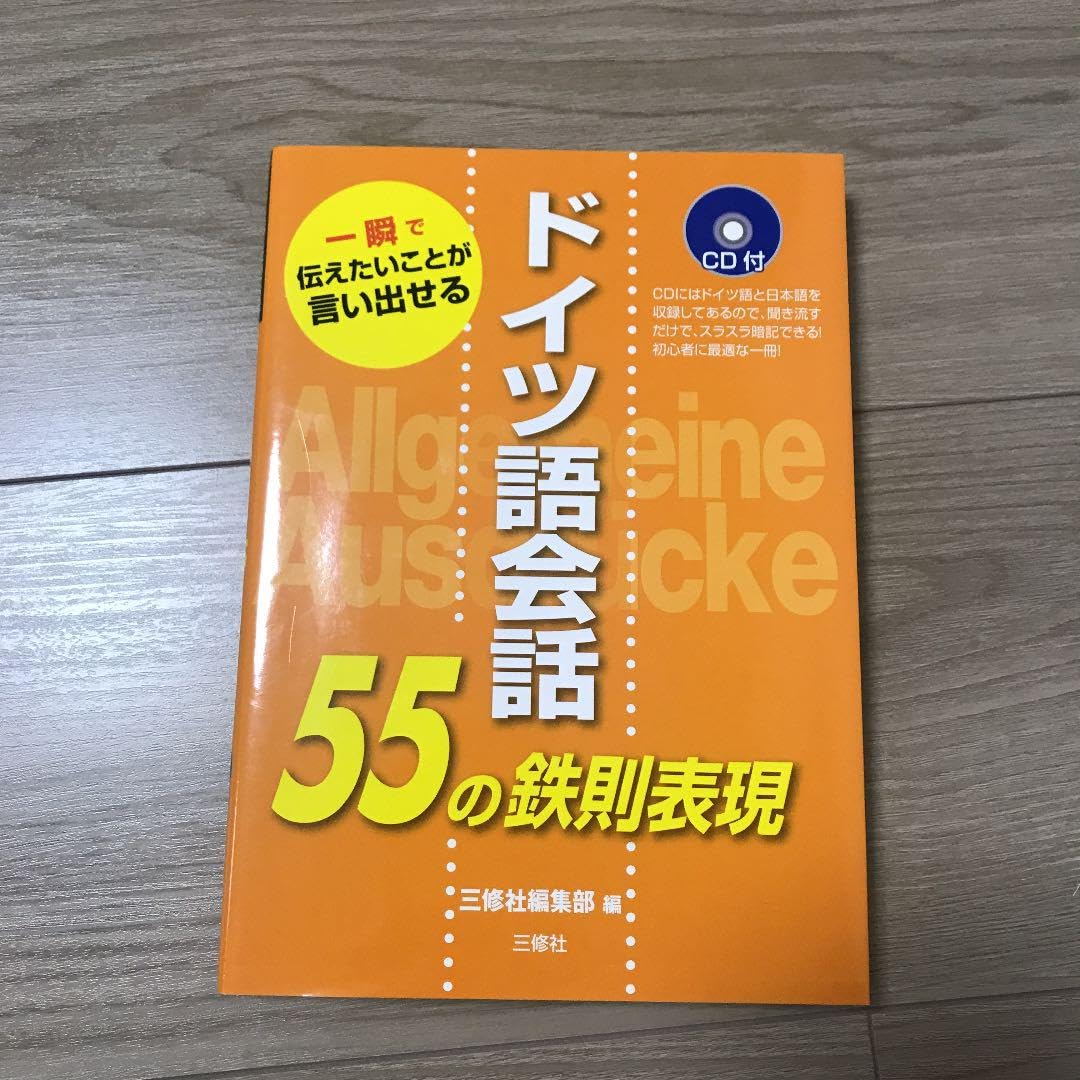 一瞬で
伝えたいことが
言い出せる
ドイツ語会話
55の鉄則表現
CD付
CDにはドイツ語と日本語を
収録してあるので、聞き流す
だけで、スラスラ暗記できる!
初心者に最適な一冊!
Allgemeine
Ausdrücke
三修社編集部 編
三修社